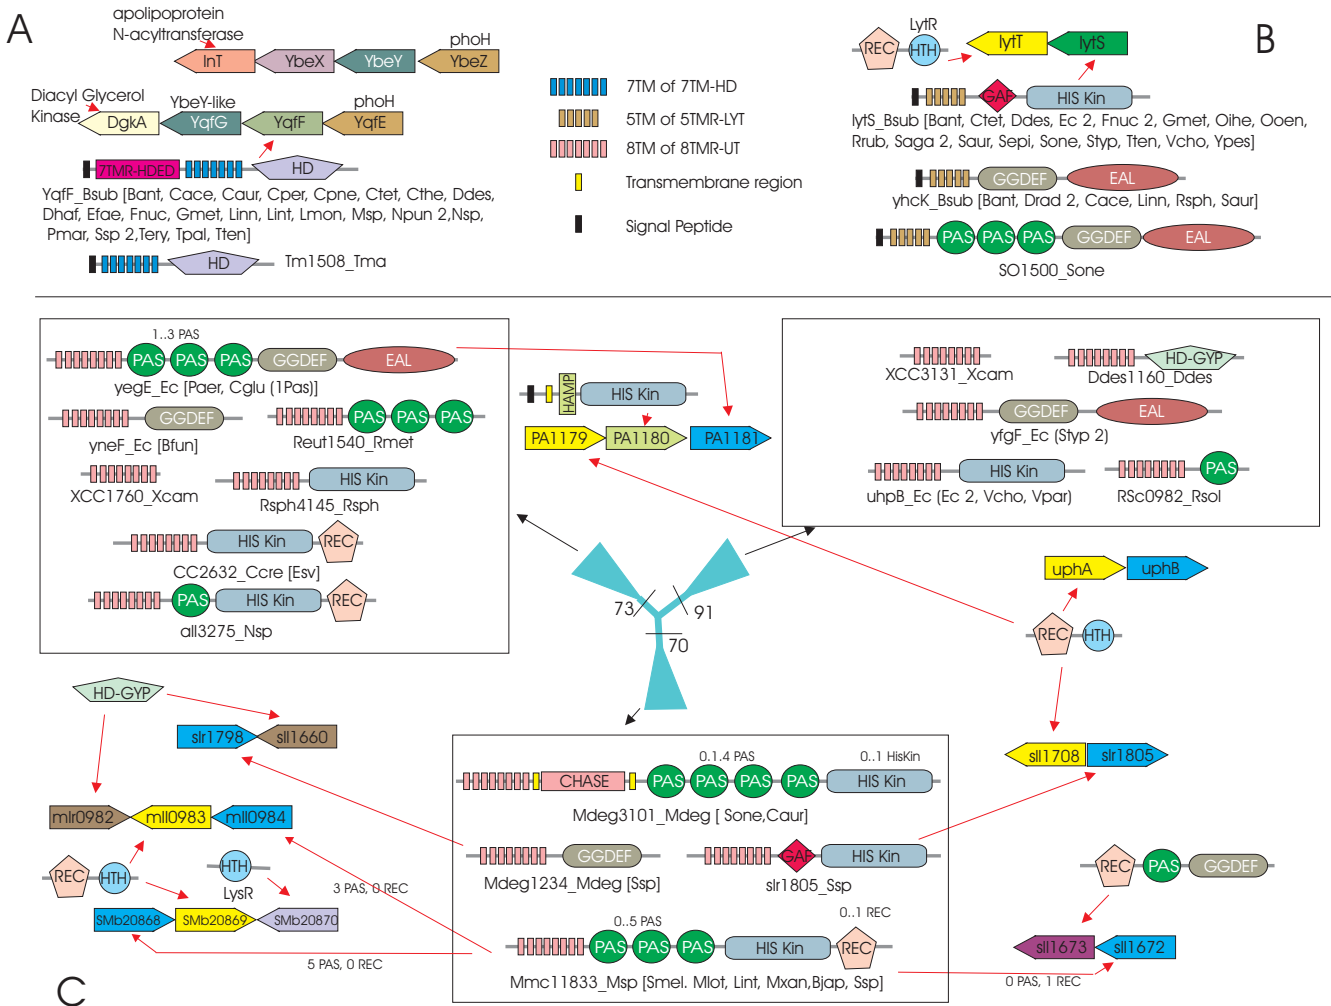 A
apolipoprotein
N-acyltransferase
phoH
lnT
YbeX
YbeY
YbeZ
Diacyl Glycerol
Kinase
YbeY-like
phoH
DgkA
YqfG
YqfF
YqfE
7TMR-HDED
HD
YqfF_Bsub [Bant, Cace, Caur, Cper, Cpne, Ctet, Cthe, Ddes,
Dhaf, Efae, Fnuc, Gmet, Linn, Lint, Lmon, Msp, Npun 2,Nsp,
Pmar, Ssp 2,Tery, Tpal, Tten]
HD
Tm1508_Tma
7TM of 7TM-HD
5TM of 5TMR-LYT
8TM of 8TMR-UT
Transmembrane region
Signal Peptide
B
LytR
REC
HTH
lytT
lytS
GAF
HIS Kin
lytS_Bsub [Bant, Ctet, Ddes, Ec 2, Fnuc 2, Gmet, Oihe, Ooen,
Rrub, Saga 2, Saur, Sepi, Sone, Styp, Tten, Vcho, Ypes]
GGDEF
EAL
yhcK_Bsub [Bant, Drad 2, Cace, Linn, Rsph, Saur]
PAS
PAS
PAS
GGDEF
EAL
SO1500_Sone
1..3 PAS
PAS
PAS
PAS
GGDEF
EAL
yegE_Ec [Paer, Cglu (1Pas)]
GGDEF
yneF_Ec [Bfun]
PAS
PAS
PAS
Reut1540_Rmet
XCC1760_Xcam
HIS Kin
Rsph4145_Rsph
HIS Kin
REC
CC2632_Ccre [Esv]
PAS
HIS Kin
REC
all3275_Nsp
HAMP
HIS Kin
PA1179
PA1180
PA1181
XCC3131_Xcam
HD-GYP
Ddes1160_Ddes
GGDEF
EAL
yfgF_Ec (Styp 2)
HIS Kin
uhpB_Ec (Ec 2, Vcho, Vpar)
PAS
RSc0982_Rsol
73
91
70
uphA
uphB
REC
HTH
sll1708
slr1805
HD-GYP
slr1798
sll1660
mlr0982
mll0983
mll0984
REC
HTH
HTH
LysR
3 PAS, 0 REC
SMb20868
SMb20869
SMb20870
5 PAS, 0 REC
0.1.4 PAS
0..1 HisKin
CHASE
PAS
PAS
PAS
PAS
HIS Kin
Mdeg3101_Mdeg [ Sone,Caur]
GGDEF
Mdeg1234_Mdeg [Ssp]
GAF
HIS Kin
slr1805_Ssp
0..5 PAS
0..1 REC
PAS
PAS
PAS
HIS Kin
REC
Mmc11833_Msp [Smel. Mlot, Lint, Mxan,Bjap, Ssp]
REC
PAS
GGDEF
sll1673
sll1672
0 PAS, 1 REC
C